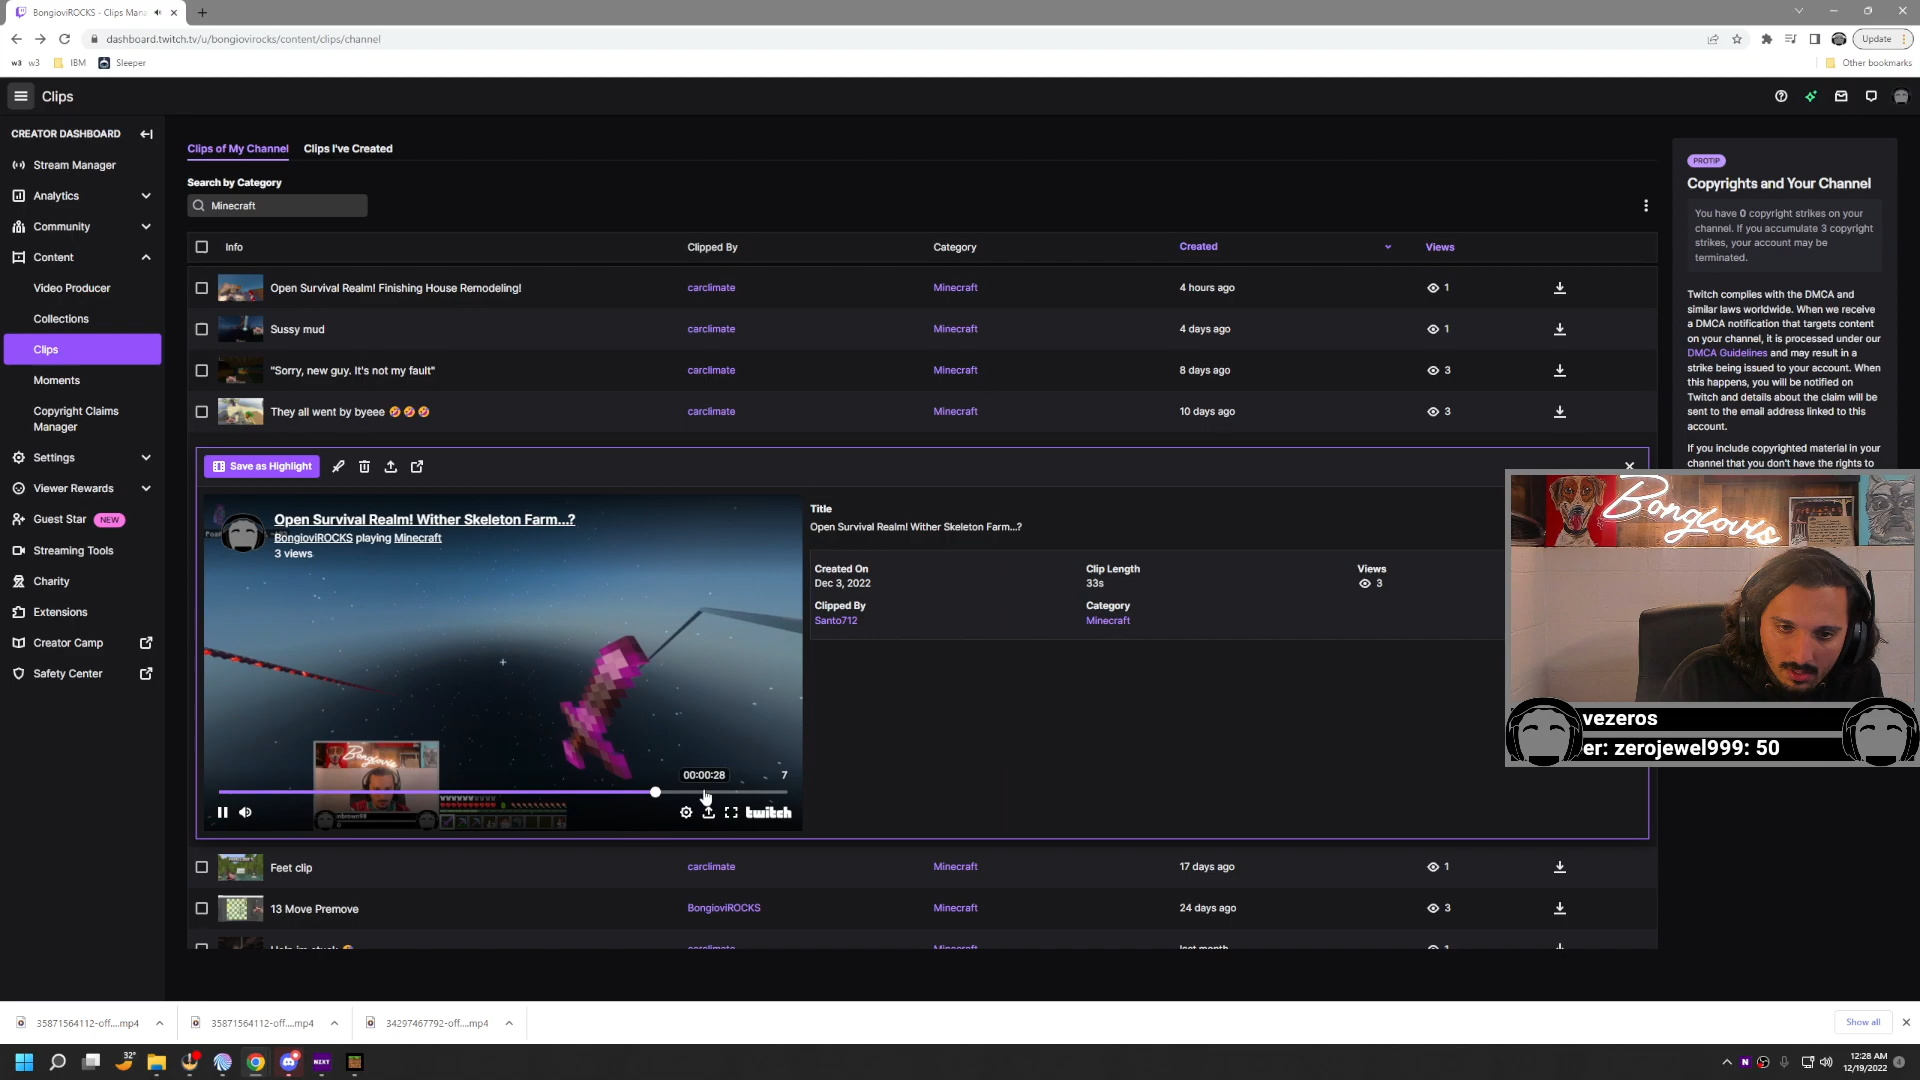 BongioviROCKS - Clips Mana
dashboard.twitch.tv/u/bongiovirocks/content/clips/channel
Update
w3 w3
IBM
Sleeper
Other bookmarks
Clips
CREATOR DASHBOARD
Stream Manager
Analytics
Community
Content
Video Producer
Collections
Clips
Moments
Copyright Claims
Manager
Settings
Viewer Rewards
Guest Star NEW
Streaming Tools
Charity
Extensions
Creator Camp
Safety Center
Clips of My Channel Clips I've Created
Search by Category
Minecraft
Info Clipped By Category Created Views
Open Survival Realm! Finishing House Remodeling! carclimate Minecraft 4 hours ago 1
Sussy mud carclimate Minecraft 4 days ago 1
"Sorry, new guy. It's not my fault" carclimate Minecraft 8 days ago 3
They all went by byeee 🤣🤣🤣 carclimate Minecraft 10 days ago 3
Save as Highlight
Open Survival Realm! Wither Skeleton Farm...?
BongioviROCKS playing Minecraft
3 views
00:00:28
7
twitch
Title
Open Survival Realm! Wither Skeleton Farm...?
Created On Clip Length Views
Dec 3, 2022 33s 3
Clipped By Category
Santo712 Minecraft
Feet clip carclimate Minecraft 17 days ago 1
13 Move Premove BongioviROCKS Minecraft 24 days ago 3
PROTIP
Copyrights and Your Channel
You have 0 copyright strikes on your
channel. If you accumulate 3 copyright
strikes, your account may be
terminated.
Twitch complies with the DMCA and
similar laws worldwide. When we receive
a DMCA notification that targets content
on your channel, it is processed under our
DMCA Guidelines and may result in a
strike being issued to your account. When
this happens, you will be notified on
Twitch and details about the claim will be
sent to the email address linked to this
account.
If you include copyrighted material in your
channel that you don't have the rights to
Bongiovis
vezeros
er: zerojewel999: 50
35871564112-off....mp4
35871564112-off....mp4
34297467792-off....mp4
Show all
32°
NZXT
12:28 AM
12/19/2022